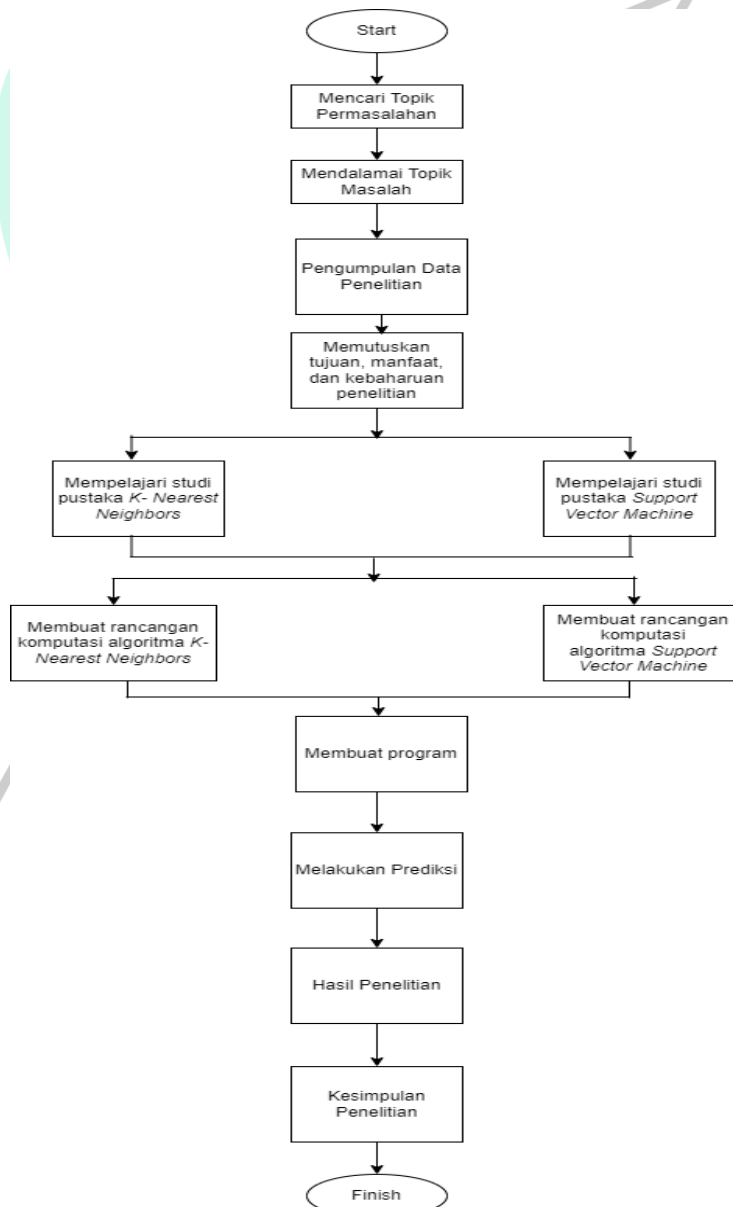 Start
Mencari Topik
Permasalahan
Mendalamai Topik
Masalah
Pengumpulan Data
Penelitian
Memutuskan
tujuan, manfaat,
dan kebaharuan
penelitian
Mempelajari studi
pustaka K- Nearest
Neighbors
Mempelajari studi
pustaka Support
Vector Machine
Membuat rancangan
komputasi algoritma K-
Nearest Neighbors
Membuat rancangan
komputasi
algoritma Support
Vector Machine
Membuat program
Melakukan Prediksi
Hasil Penelitian
Kesimpulan
Penelitian
Finish